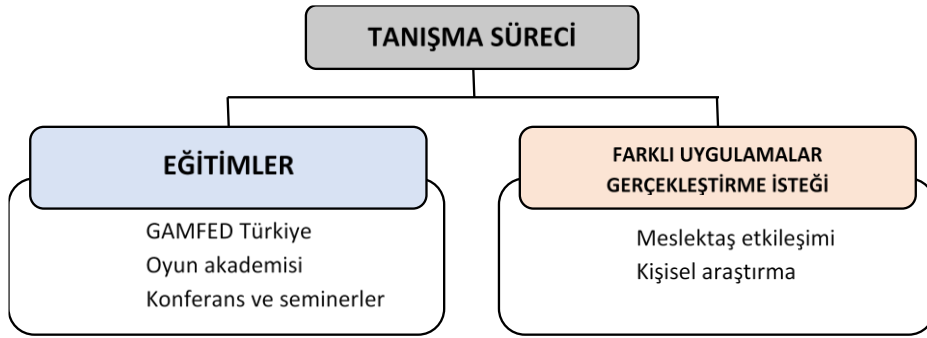 TANIŞMA SÜRECİ
EĞİTİMLER
GAMFED Türkiye
Oyun akademisi
Konferans ve seminerler
FARKLI UYGULAMALAR
GERÇEKLEŞTİRME İSTEĞİ
Meslektaş etkileşimi
Kişisel araştırma